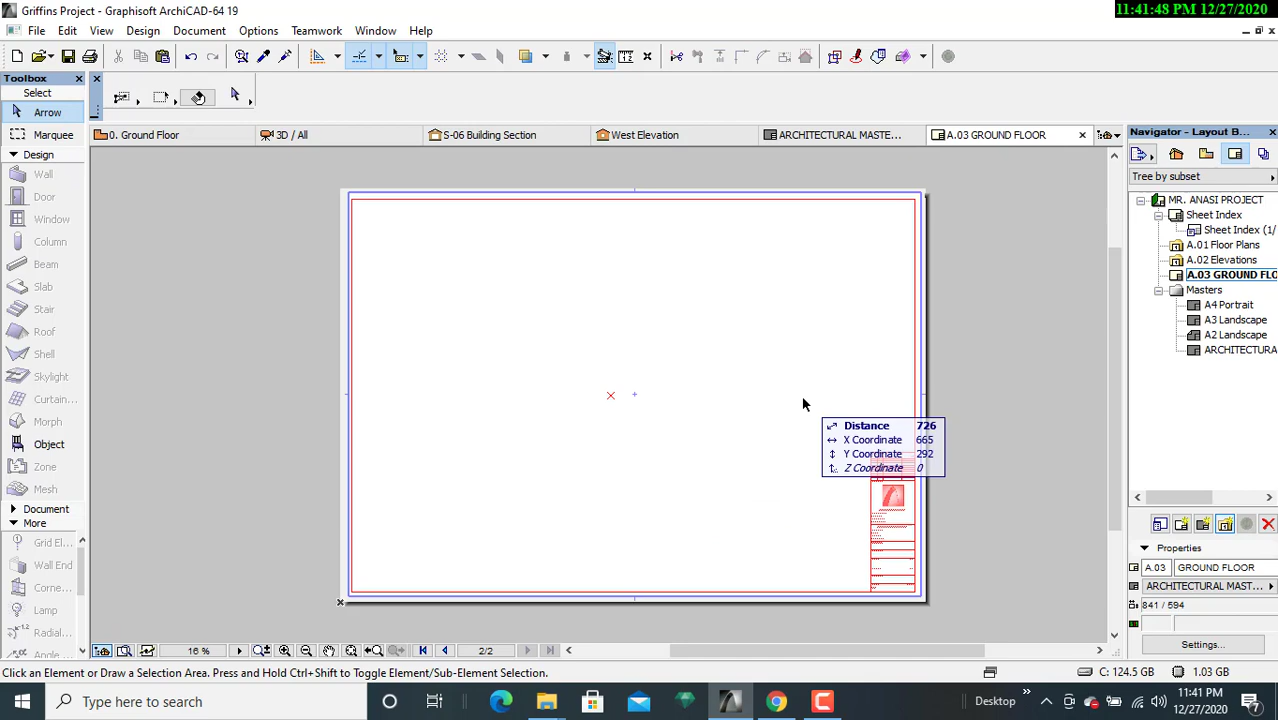 Griffins Project - Graphisoft ArchiCAD-64 19
11:41:48 PM 12/27/2020
File Edit View Design Document Options Teamwork Window Help
Toolbox
Select
Arrow
Marquee
Design
Wall
Door
Window
Column
Beam
Slab
Stair
Roof
Shell
Skylight
Curtain...
Morph
Object
Zone
Mesh
Document
More
Grid El...
Wall End
Corne...
Lamp
Radial...
Angle
0. Ground Floor
3D / All
S-06 Building Section
West Elevation
ARCHITECTURAL MASTE...
A.03 GROUND FLOOR
Distance 726
X Coordinate 665
Y Coordinate 292
Z Coordinate 0
Navigator - Layout B...
Tree by subset
MR. ANASI PROJECT
Sheet Index
Sheet Index (1/
A.01 Floor Plans
A.02 Elevations
A.03 GROUND FLO
Masters
A4 Portrait
A3 Landscape
A2 Landscape
ARCHITECTURA
Properties
A.03 GROUND FLOOR
ARCHITECTURAL MAST...
841 / 594
Settings...
16 %
2/2
Click an Element or Draw a Selection Area. Press and Hold Ctrl+Shift to Toggle Element/Sub-Element Selection.
C: 124.5 GB
1.03 GB
Type here to search
Desktop
11:41 PM
12/27/2020
7